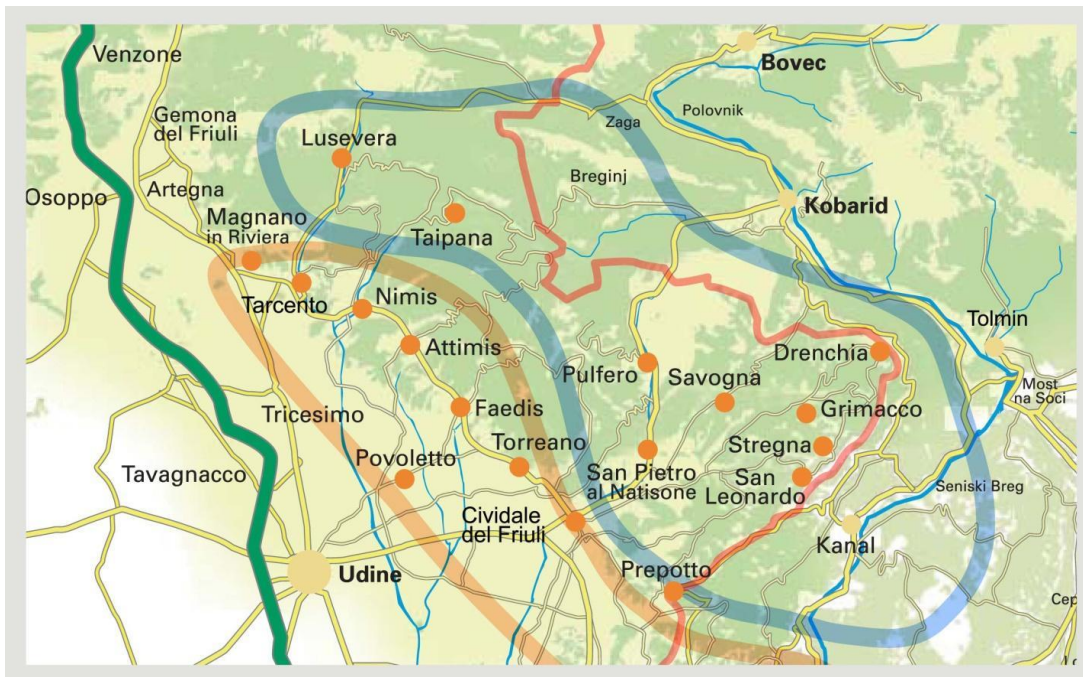 Venzone
Bovec
Gemona
del Friuli
Polovnik
Zaga
Lusevera
Breginj
Artegna
Osoppo
Kobarid
Magnano
in Riviera
Taipana
Tarcento
Nimis
Tolmin
Attimis
Drenchia
Pulfero
Savogna
Most
na Soci
Tricesimo
Faedis
Grimacco
Torreano
Stregna
Povoletto
Tavagnacco
San Pietro
al Natisone
San
Leonardo
Seniski Breg
Cividale
del Friuli
Kanal
Udine
Prepotto